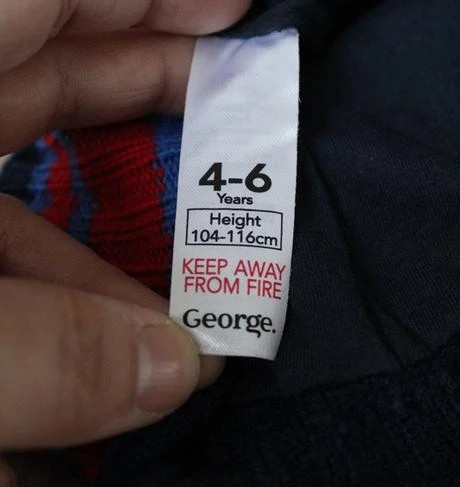 4-6
Years
Height
104-116cm
KEEP AWAY
FROM FIRE
George.